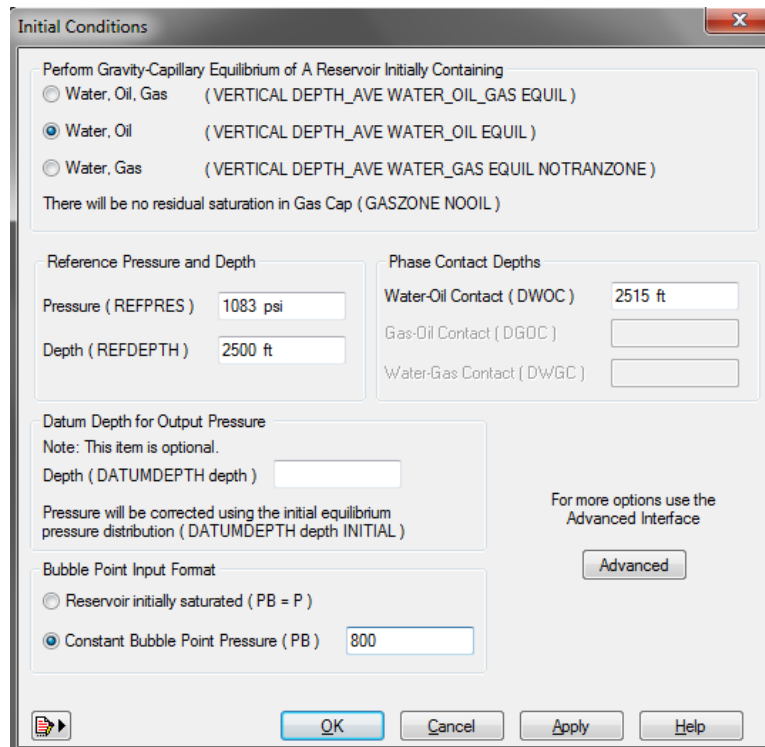 Initial Conditions
Perform Gravity-Capillary Equilibrium of A Reservoir Initially Containing
Water, Oil, Gas ( VERTICAL DEPTH_AVE WATER_OIL_GAS EQUIL )
Water, Oil ( VERTICAL DEPTH_AVE WATER_OIL EQUIL )
Water, Gas ( VERTICAL DEPTH_AVE WATER_GAS EQUIL NOTRANZONE )
There will be no residual saturation in Gas Cap ( GASZONE NOOIL )
Reference Pressure and Depth
Pressure ( REFPRES ) 1083 psi
Depth ( REFDEPTH ) 2500 ft
Phase Contact Depths
Water-Oil Contact ( DWOC ) 2515 ft
Gas-Oil Contact ( DGOC )
Water-Gas Contact ( DWGC )
Datum Depth for Output Pressure
Note: This item is optional.
Depth ( DATUMDEPTH depth )
Pressure will be corrected using the initial equilibrium
pressure distribution ( DATUMDEPTH depth INITIAL )
For more options use the
Advanced Interface
Advanced
Bubble Point Input Format
Reservoir initially saturated ( PB = P )
Constant Bubble Point Pressure ( PB ) 800
OK Cancel Apply Help